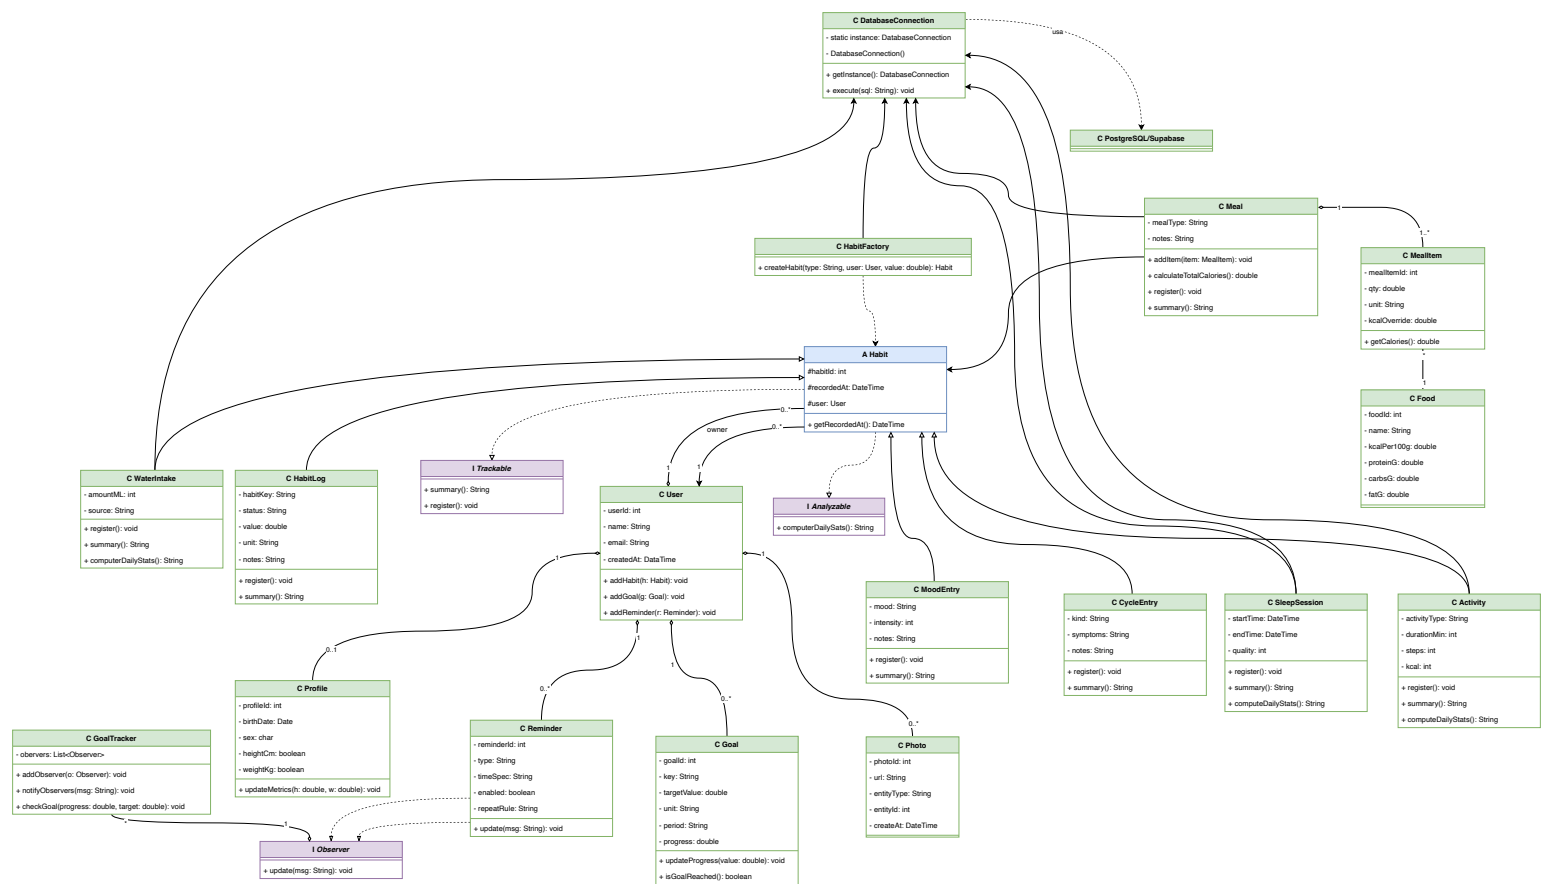 C DatabaseConnection
- static instance: DatabaseConnection
- DatabaseConnection()
+ getInstance(): DatabaseConnection
+ execute(sql: String): void
usa
C PostgreSQL/Supabase
C Meal
- mealType: String
- notes: String
+ addItem(item: MealItem): void
+ calculateTotalCalories(): double
+ register(): void
+ summary(): String
1
1..*
C MealItem
- mealItemId: int
- qty: double
- unit: String
- kcalOverride: double
+ getCalories(): double
*
1
C Food
- foodId: int
- name: String
- kcalPer100g: double
- proteinG: double
- carbsG: double
- fatG: double
C HabitFactory
+ createHabit(type: String, user: User, value: double): Habit
A Habit
#habitId: int
#recordedAt: DateTime
#user: User
+ getRecordedAt(): DateTime
0..*
owner
0..*
1
1
C WaterIntake
- amountML: int
- source: String
+ register(): void
+ summary(): String
+ computerDailyStats(): String
C HabitLog
- habitKey: String
- status: String
- value: double
- unit: String
- notes: String
+ register(): void
+ summary(): String
I Trackable
+ summary(): String
+ register(): void
C User
- userId: int
- name: String
- email: String
- createdAt: DataTime
+ addHabit(h: Habit): void
+ addGoal(g: Goal): void
+ addReminder(r: Reminder): void
I Analyzable
+ computerDailySats(): String
1
1
1
1
0..1
0..*
0..*
0..*
C MoodEntry
- mood: String
- intensity: int
- notes: String
+ register(): void
+ summary(): String
C CycleEntry
- kind: String
- symptoms: String
- notes: String
+ register(): void
+ summary(): String
C SleepSession
- startTime: DateTime
- endTime: DateTime
- quality: int
+ register(): void
+ summary(): String
+ computeDailyStats(): String
C Activity
- activityType: String
- durationMin: int
- steps: int
- kcal: int
+ register(): void
+ summary(): String
+ computeDailyStats(): String
C Profile
- profileId: int
- birthDate: Date
- sex: char
- heightCm: boolean
- weightKg: boolean
+ updateMetrics(h: double, w: double): void
C GoalTracker
- obervers: List<Observer>
+ addObserver(o: Observer): void
+ notifyObservers(msg: String): void
+ checkGoal(progress: double, target: double): void
*
1
I Observer
+ update(msg: String): void
C Reminder
- reminderId: int
- type: String
- timeSpec: String
- enabled: boolean
- repeatRule: String
+ update(msg: String): void
C Goal
- goalId: int
- key: String
- targetValue: double
- unit: String
- period: String
- progress: double
+ updateProgress(value: double): void
+ isGoalReached(): boolean
C Photo
- photoId: int
- url: String
- entityType: String
- entityId: int
- createAt: DateTime